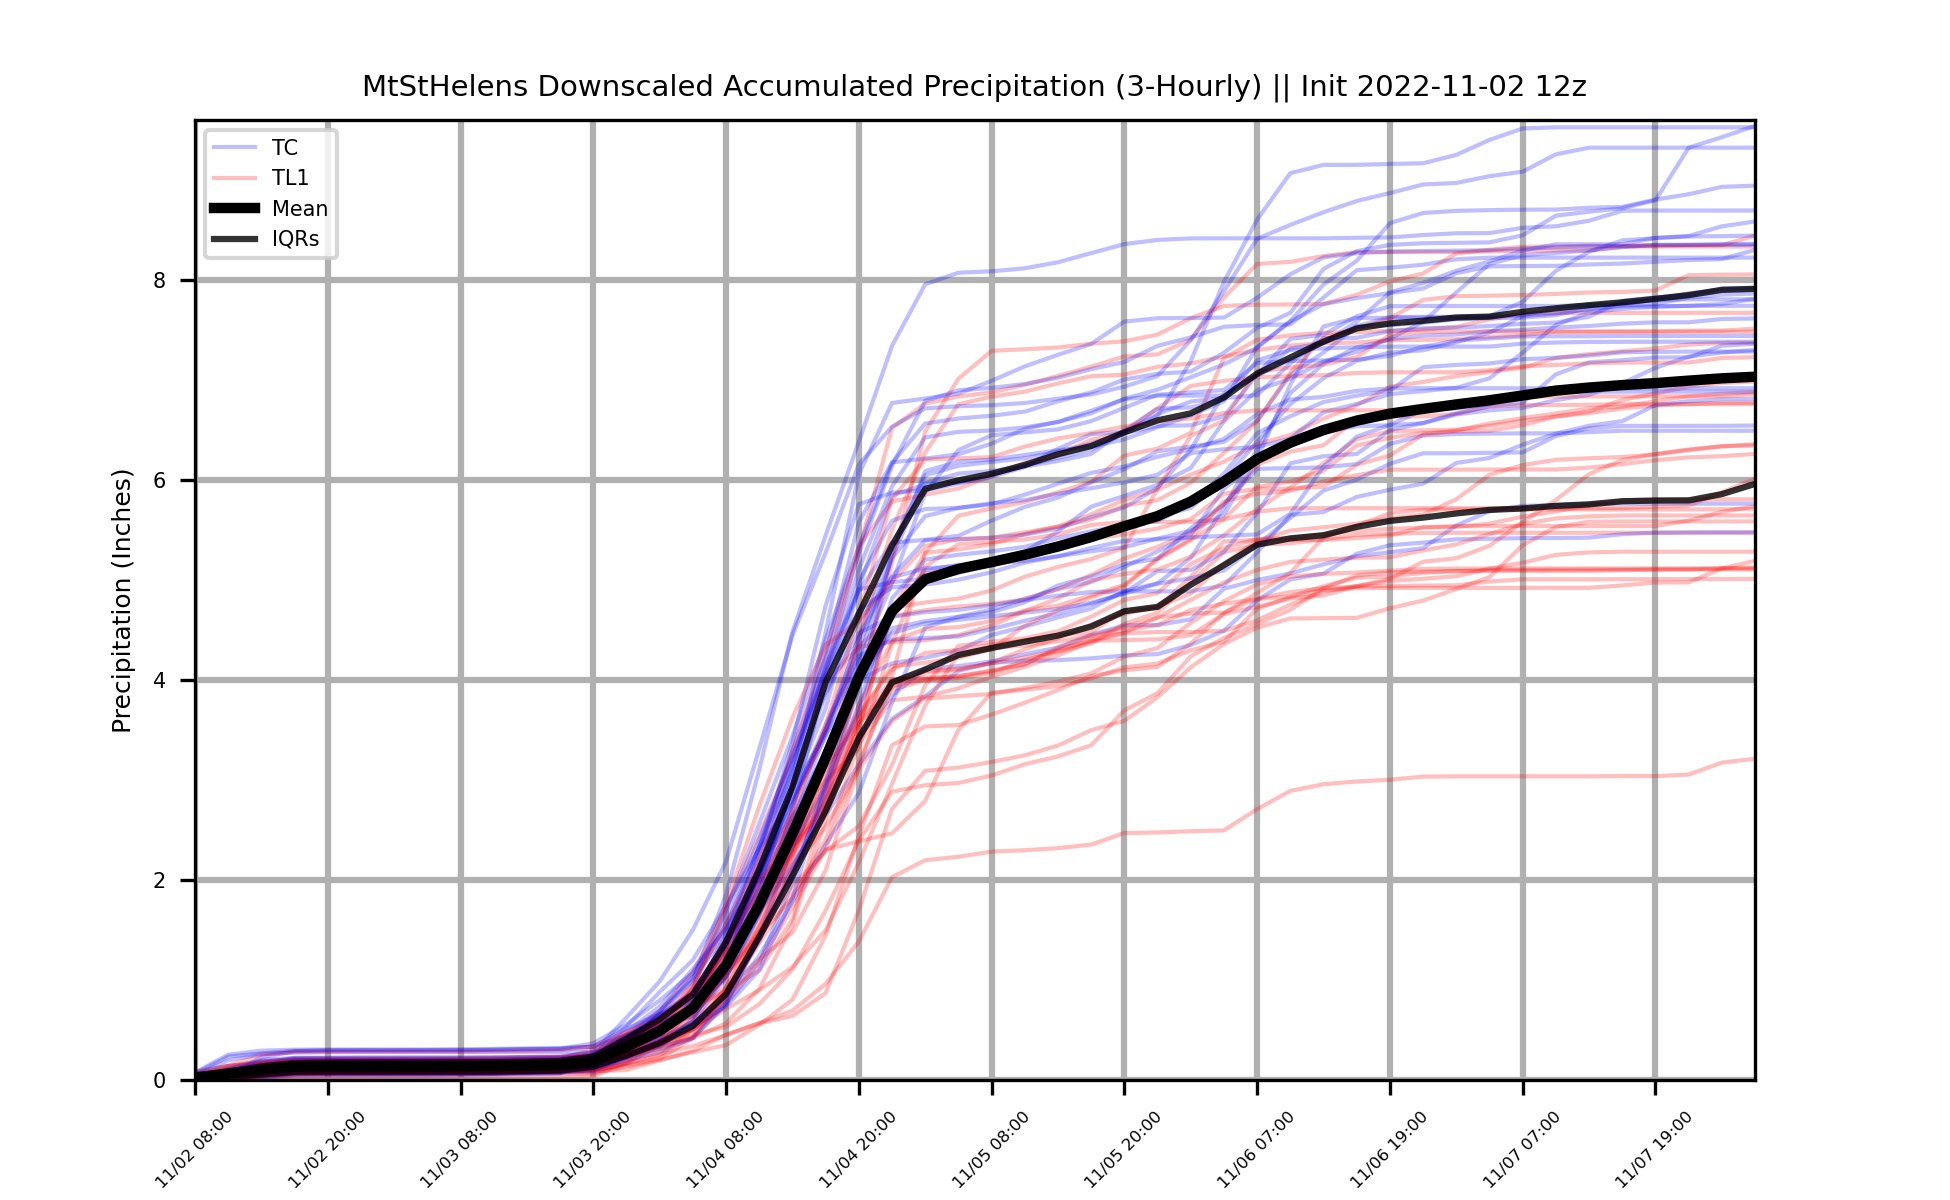 MtStHelens Downscaled Accumulated Precipitation (3-Hourly) || Init 2022-11-02 12z
TC
TL1
Mean
IQRs
Precipitation (Inches)
8
6
4
2
0
11/02 08:00
11/02 20:00
11/03 08:00
11/03 20:00
11/04 08:00
11/04 20:00
11/05 08:00
11/05 20:00
11/06 07:00
11/06 19:00
11/07 07:00
11/07 19:00